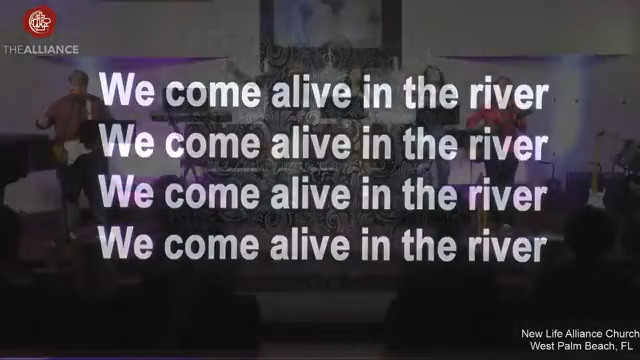 THE ALLIANCE
We come alive in the river
We come alive in the river
We come alive in the river
We come alive in the river
New Life Alliance Church
West Palm Beach, FL